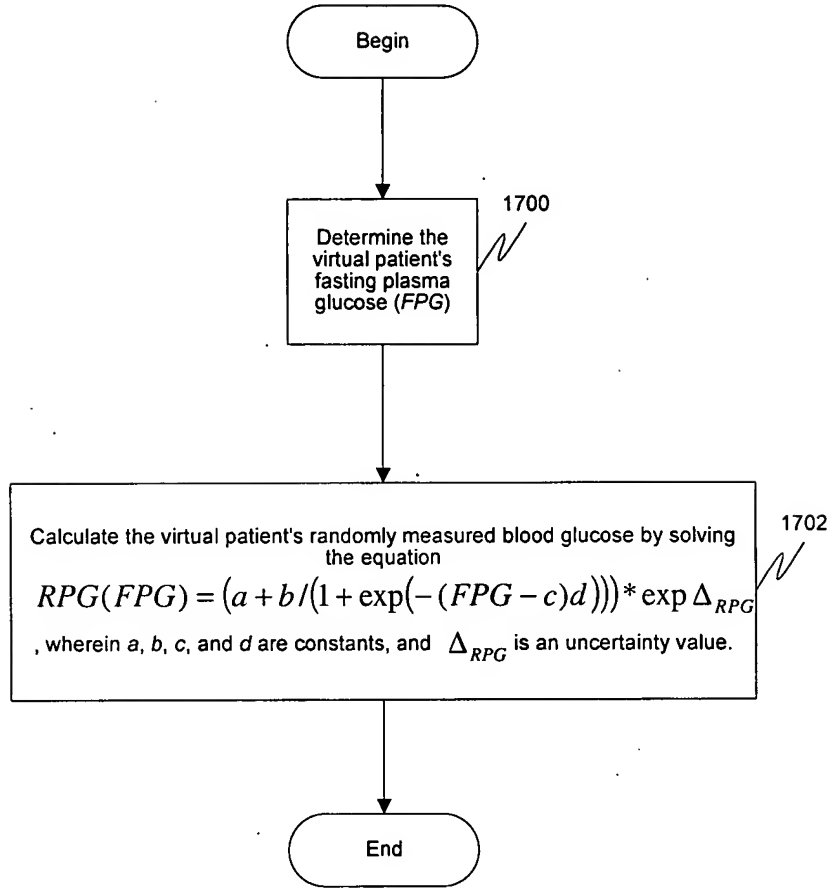 Begin
1700
Determine the
virtual patient's
fasting plasma
glucose (FPG)
1702
Calculate the virtual patient's randomly measured blood glucose by solving
the equation
RPG(FPG) = (a + b/(1 + exp(-(FPG - c)d))) * exp Δ_RPG
, wherein a, b, c, and d are constants, and Δ_RPG is an uncertainty value.
End